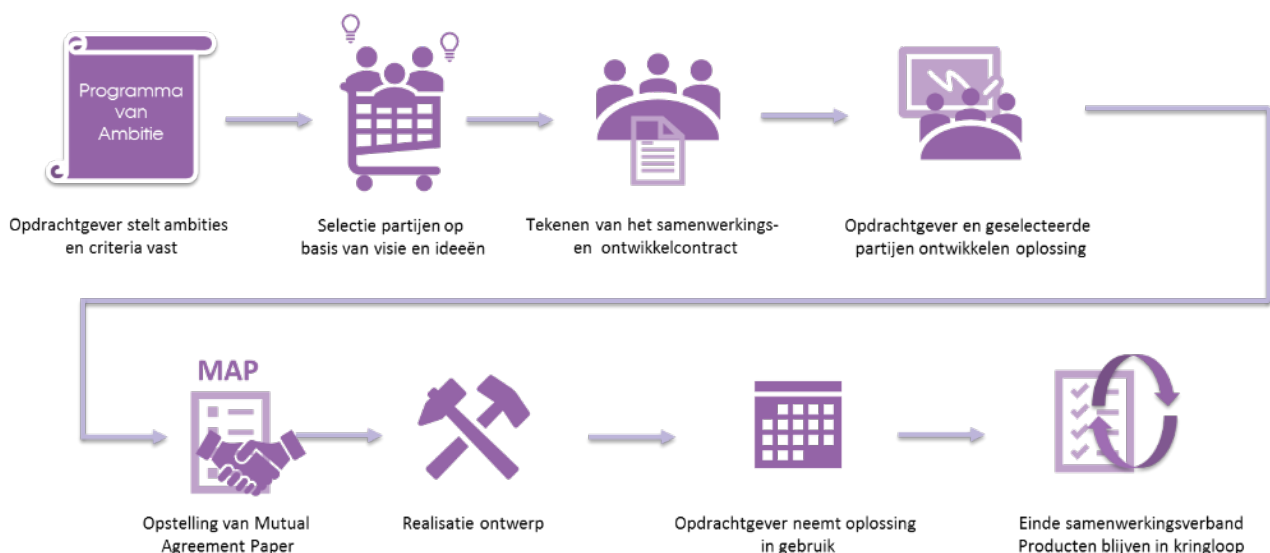 Programma
van
Ambitie
Opdrachtgever stelt ambities
en criteria vast
Selectie partijen op
basis van visie en ideeën
Tekenen van het samenwerkings-
en ontwikkelcontract
Opdrachtgever en geselecteerde
partijen ontwikkelen oplossing
MAP
Opstelling van Mutual
Agreement Paper
Realisatie ontwerp
Opdrachtgever neemt oplossing
in gebruik
Einde samenwerkingsverband
Producten blijven in kringloop